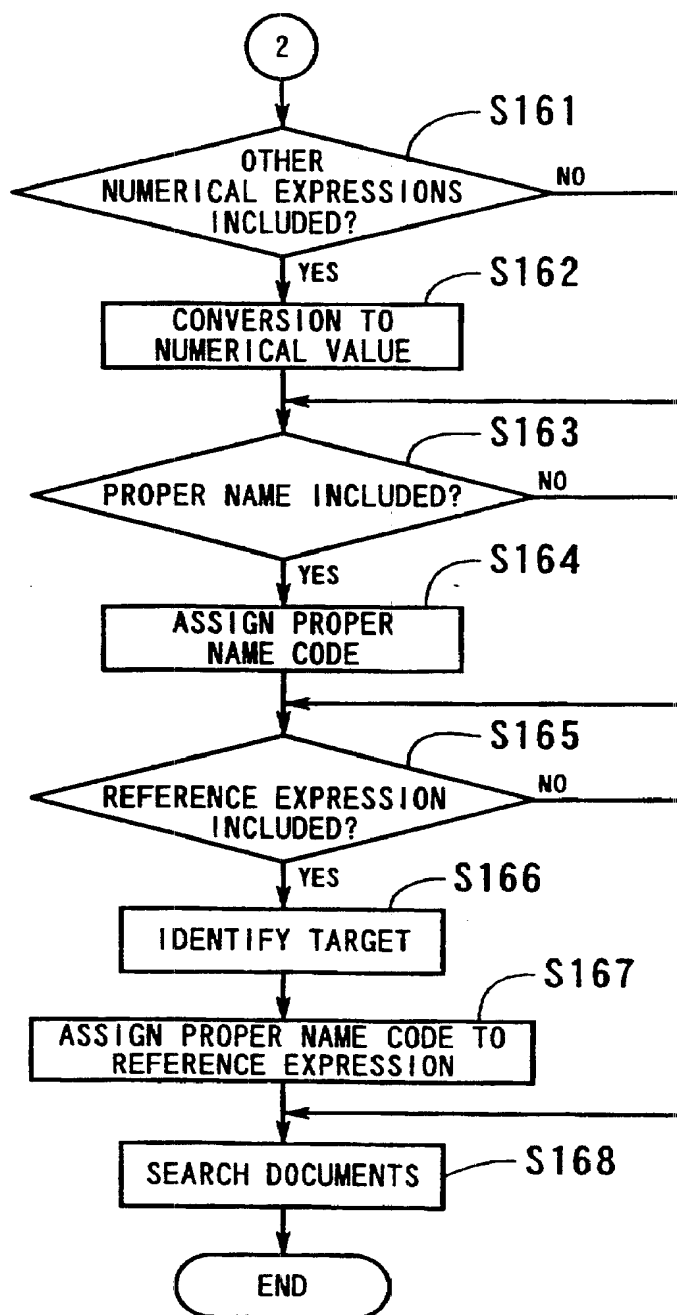 2
S161
OTHER
NUMERICAL EXPRESSIONS
INCLUDED?
NO
YES
S162
CONVERSION TO
NUMERICAL VALUE
S163
PROPER NAME INCLUDED?
NO
YES
S164
ASSIGN PROPER
NAME CODE
S165
REFERENCE EXPRESSION
INCLUDED?
NO
YES
S166
IDENTIFY TARGET
S167
ASSIGN PROPER NAME CODE TO
REFERENCE EXPRESSION
SEARCH DOCUMENTS
S168
END